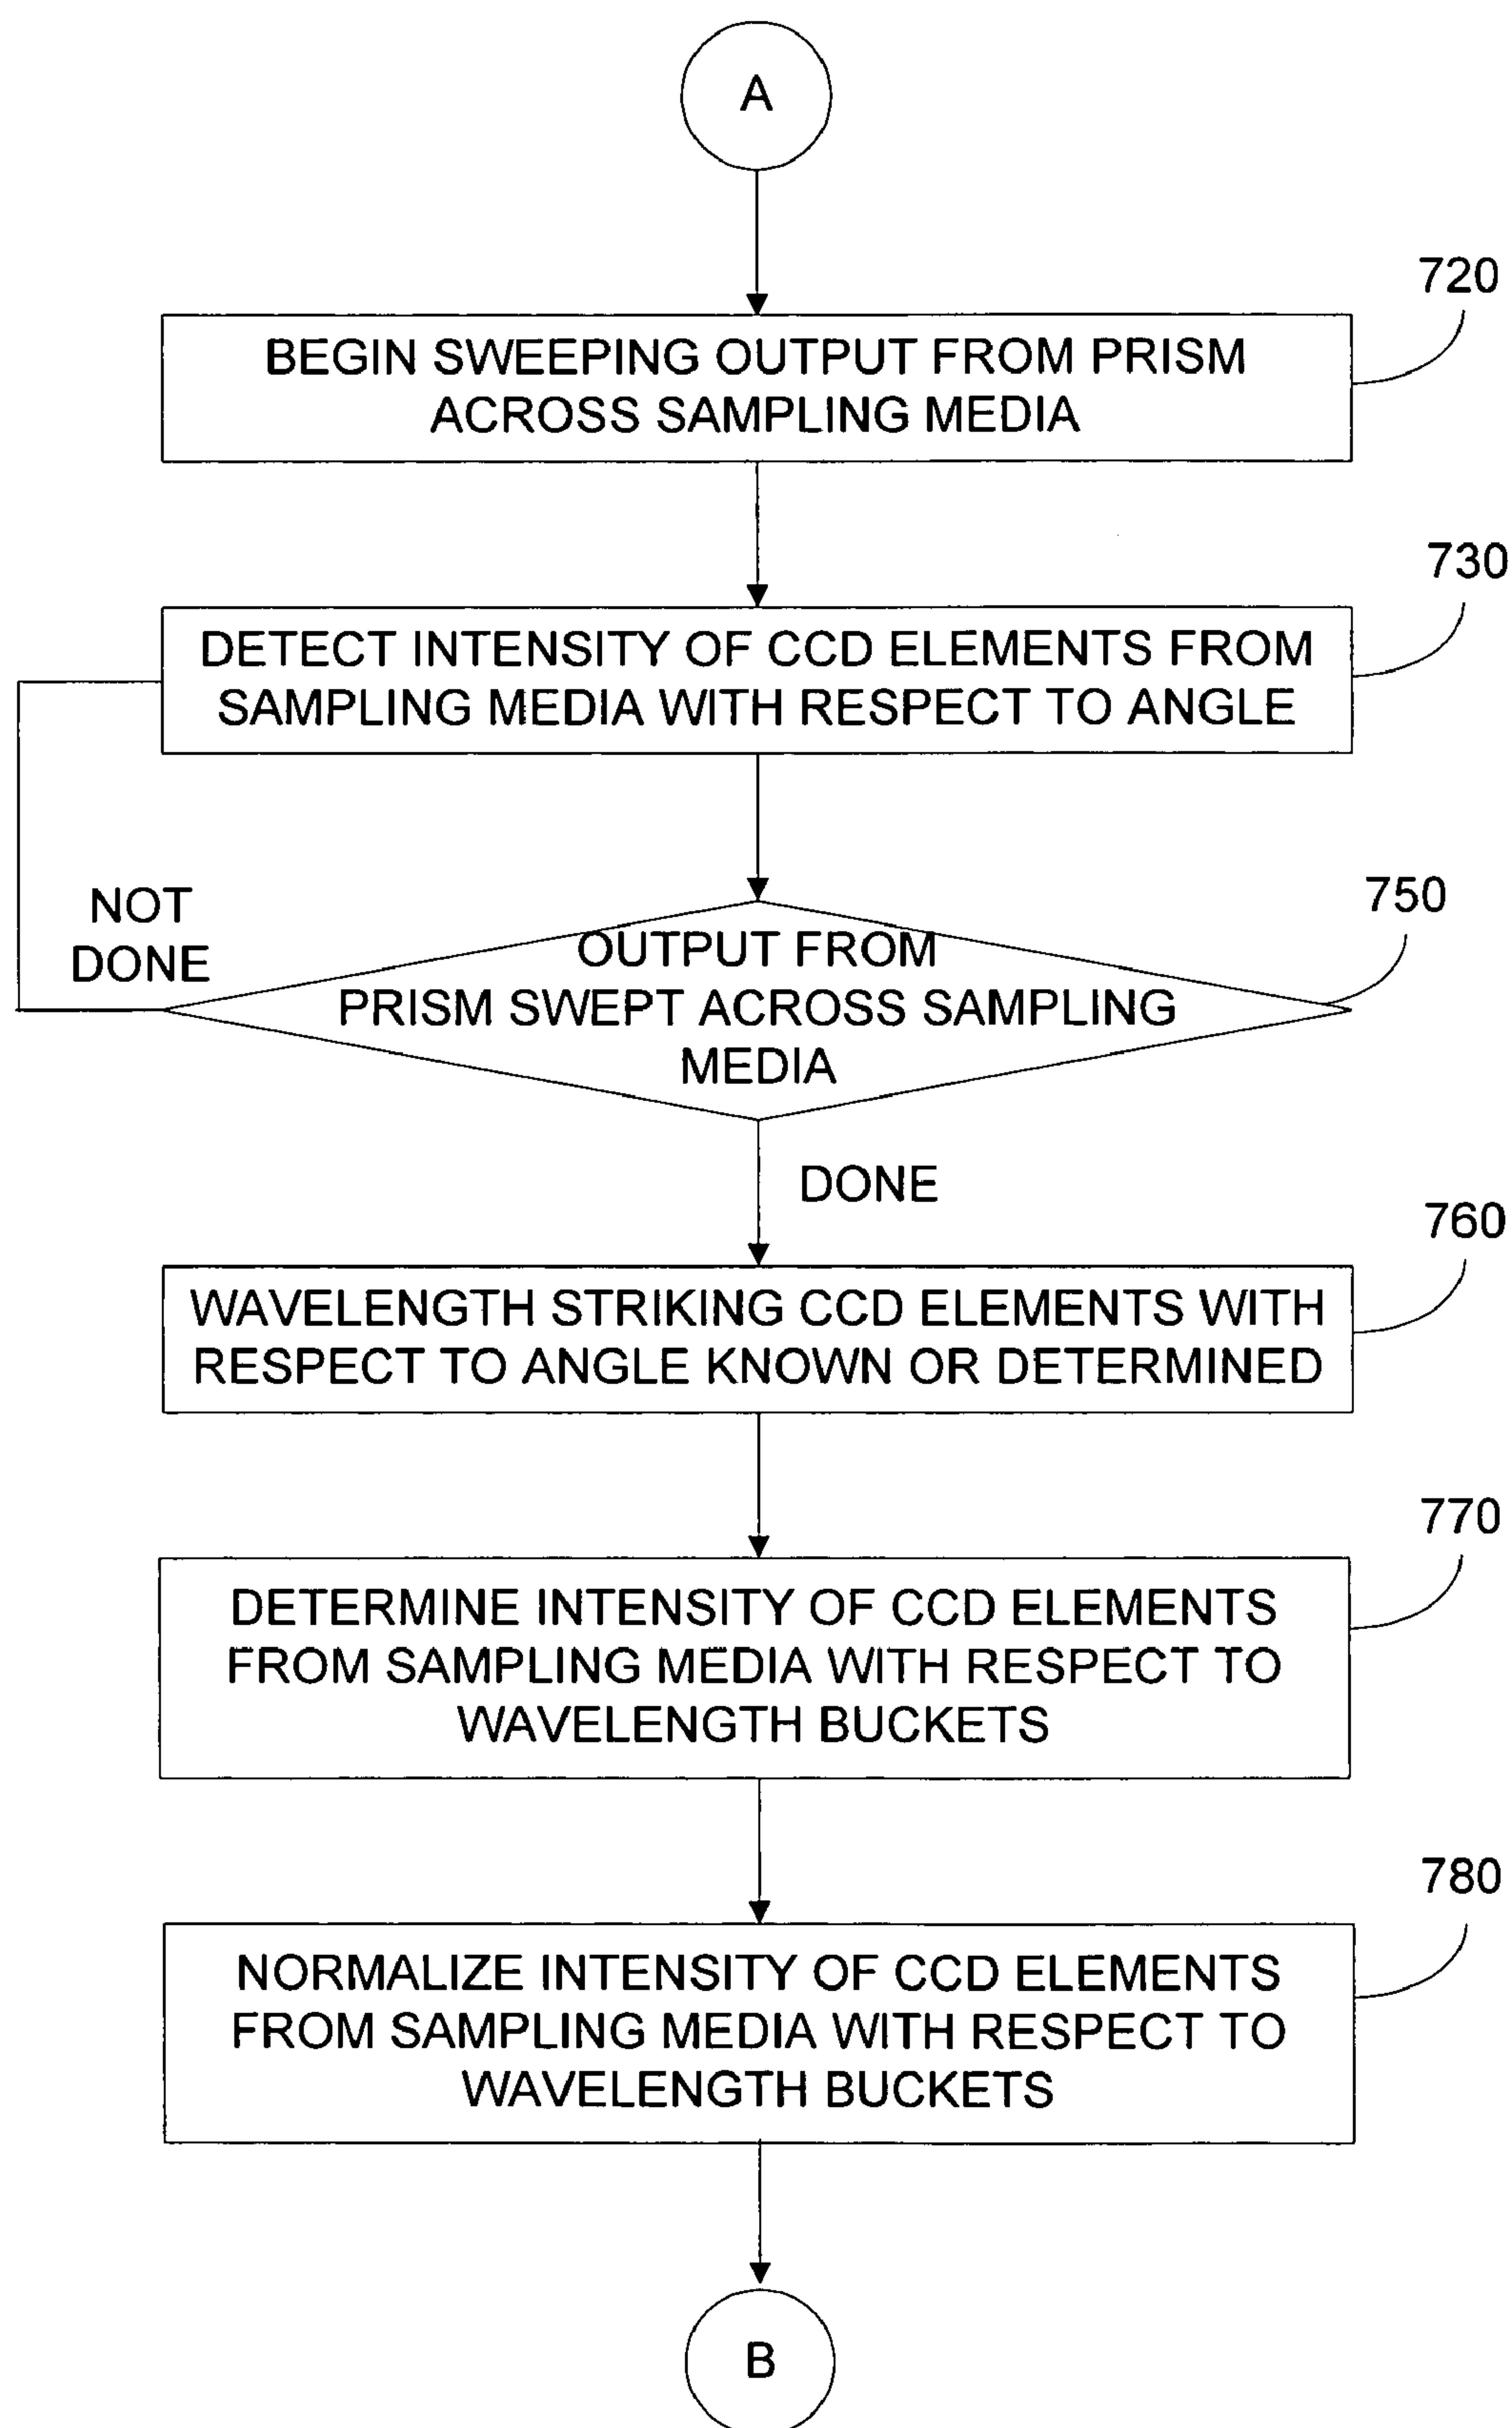 A
720
BEGIN SWEEPING OUTPUT FROM PRISM
ACROSS SAMPLING MEDIA
730
DETECT INTENSITY OF CCD ELEMENTS FROM
SAMPLING MEDIA WITH RESPECT TO ANGLE
NOT
DONE
750
OUTPUT FROM
PRISM SWEPT ACROSS SAMPLING
MEDIA
DONE
760
WAVELENGTH STRIKING CCD ELEMENTS WITH
RESPECT TO ANGLE KNOWN OR DETERMINED
770
DETERMINE INTENSITY OF CCD ELEMENTS
FROM SAMPLING MEDIA WITH RESPECT TO
WAVELENGTH BUCKETS
780
NORMALIZE INTENSITY OF CCD ELEMENTS
FROM SAMPLING MEDIA WITH RESPECT TO
WAVELENGTH BUCKETS
B